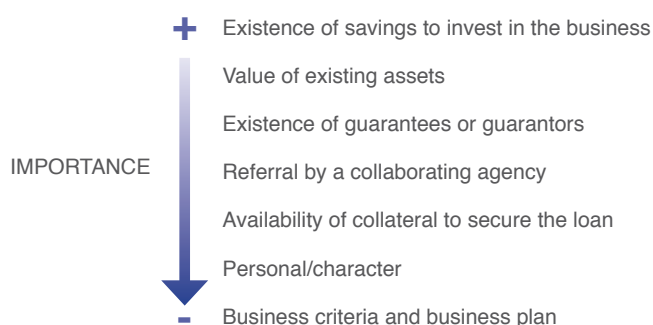 + Existence of savings to invest in the business
Value of existing assets
Existence of guarantees or guarantors
IMPORTANCE Referral by a collaborating agency
Availability of collateral to secure the loan
Personal/character
- Business criteria and business plan